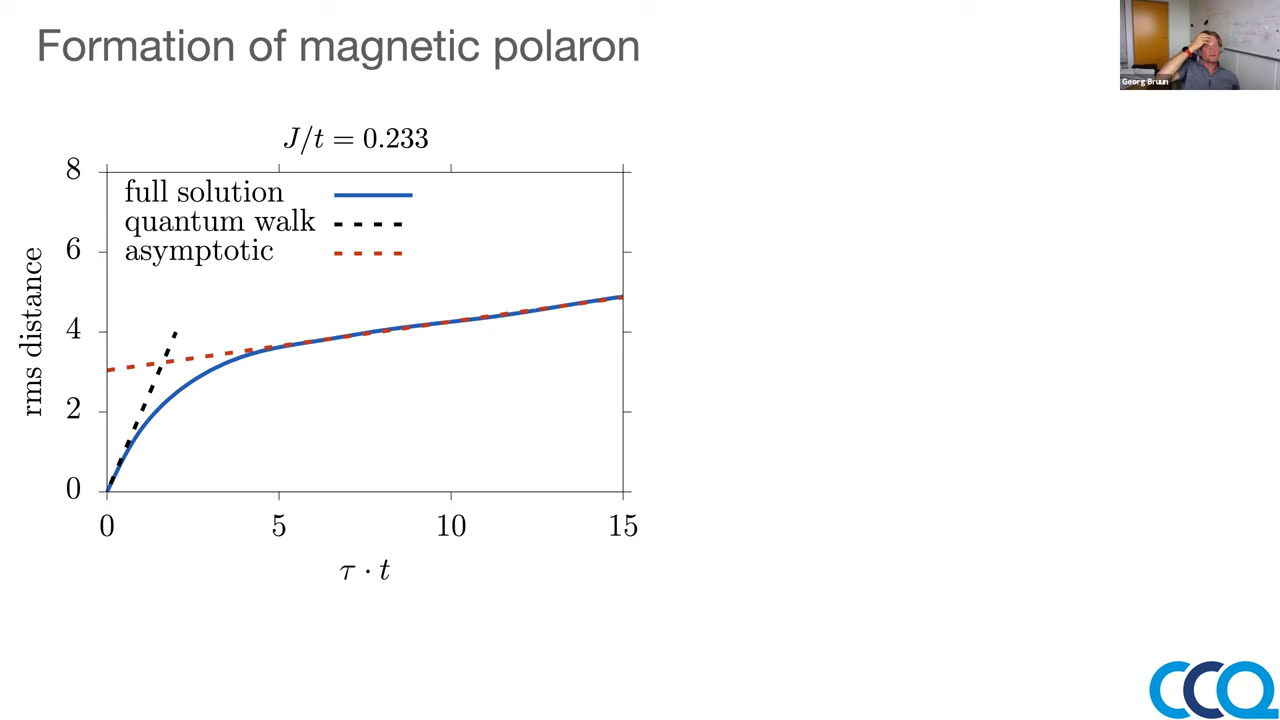 Formation of magnetic polaron
Georg Bruun
J/t = 0.233
8
full solution
quantum walk
6
asymptotic
rms distance
4
2
0
0 5 10 15
τ · t
CCQ